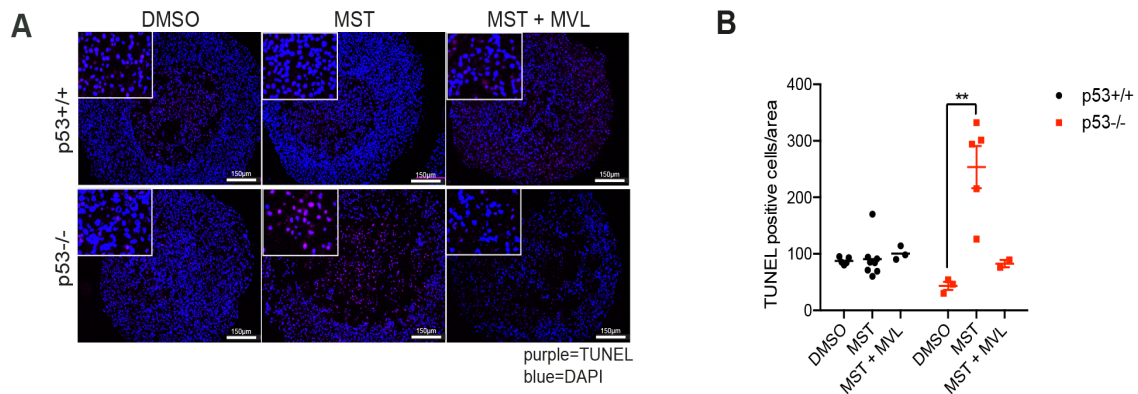 A
DMSO MST MST + MVL
p53+/+
150μm 150μm 150μm
p53-/-
150μm 150μm 150μm
purple=TUNEL
blue=DAPI
B
TUNEL positive cells/area
400
300
200
100
0
**
p53+/+
p53-/-
DMSO MST MST + MVL DMSO MST MST + MVL